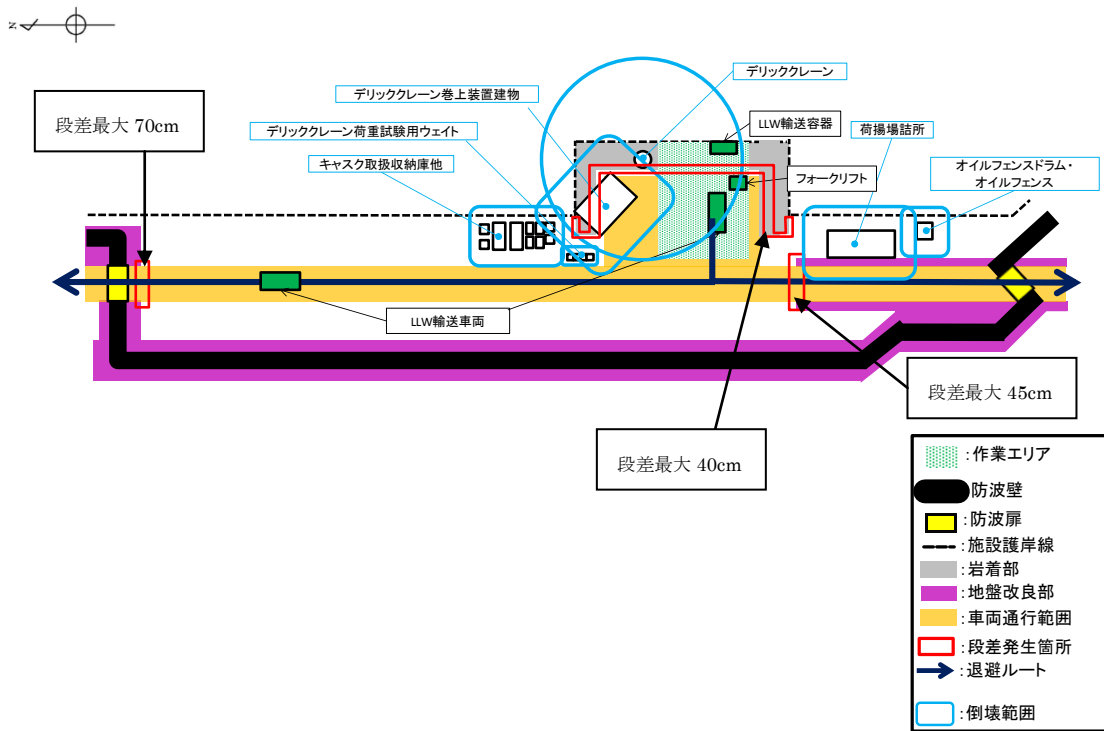 N
デリッククレーン
デリッククレーン巻上装置建物
段差最大 70cm
デリッククレーン荷重試験用ウェイト
LLW輸送容器
荷揚場詰所
キャスク取扱収納庫他
フォークリフト
オイルフェンスドラム・
オイルフェンス
LLW輸送車両
段差最大 45cm
段差最大 40cm
:作業エリア
防波壁
:防波扉
:施設護岸線
:岩着部
:地盤改良部
:車両通行範囲
:段差発生箇所
:退避ルート
:倒壊範囲